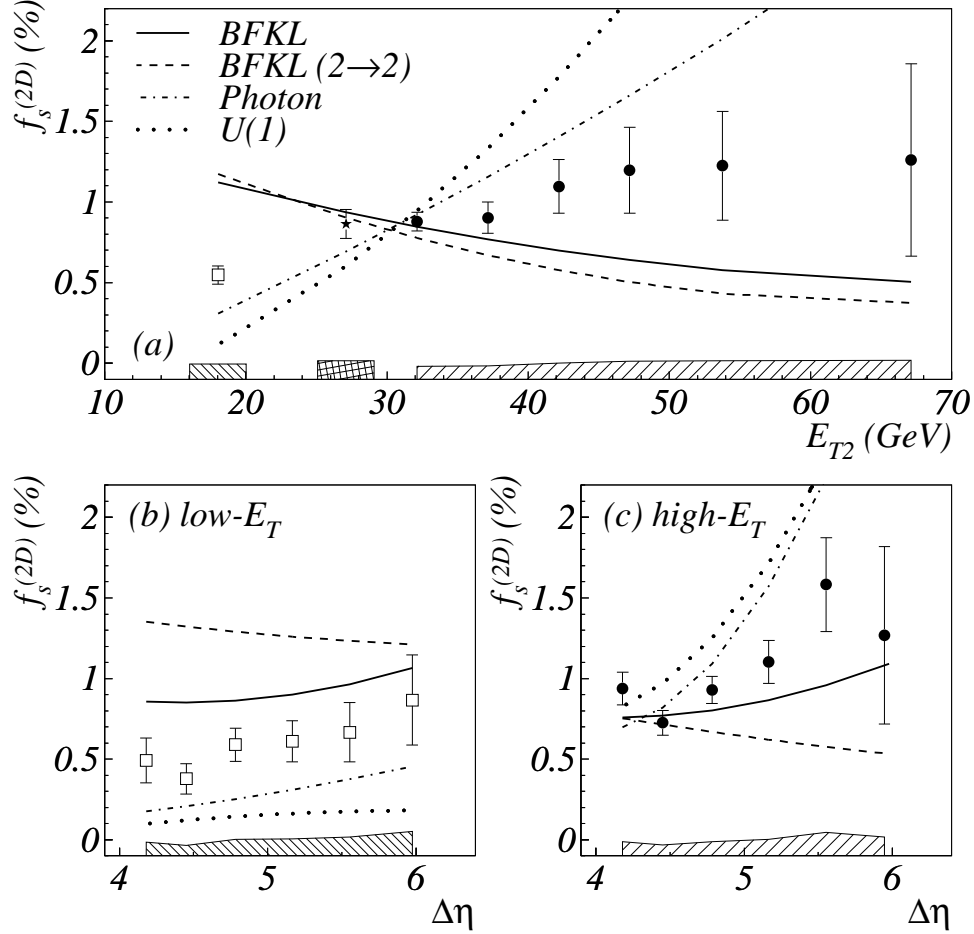 f_s^(2D) (%)
2
1.5
1
0.5
0
BFKL
BFKL (2→2)
Photon
U(1)
(a)
10 20 30 40 50 60 70
E_T2 (GeV)
f_s^(2D) (%)
2
1.5
1
0.5
0
(b) low-E_T
4 5 6
Δη
f_s^(2D) (%)
2
1.5
1
0.5
0
(c) high-E_T
4 5 6
Δη